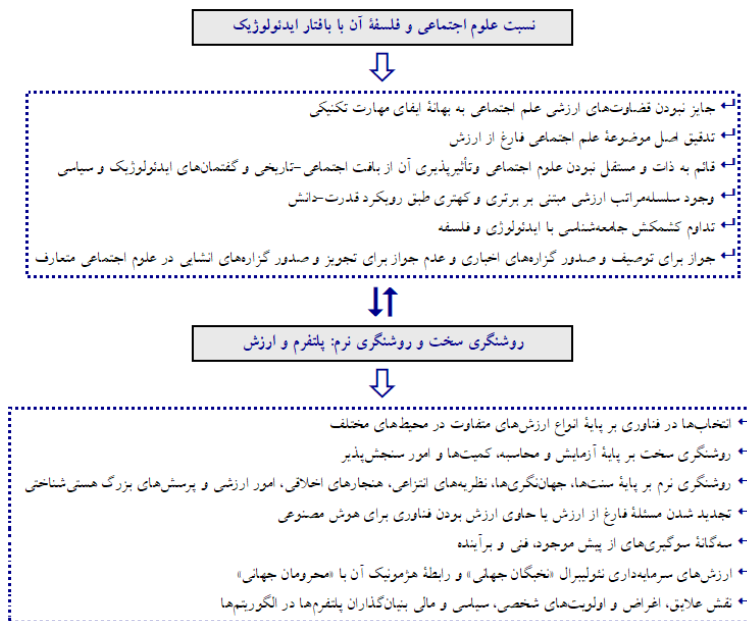 نسبت علوم اجتماعی و فلسفهٔ آن با بافتار ایدئولوژیک
جایز نبودن قضاوت‌های ارزشی علم اجتماعی به بهانهٔ ایفای مهارت تکنیکی
تدقیق اصل موضوعهٔ علم اجتماعی فارغ از ارزش
قائم به ذات و مستقل نبودن علوم اجتماعی وتأثیرپذیری آن از بافت اجتماعی-تاریخی و گفتمان‌های ایدئولوژیک و سیاسی
وجود سلسله‌مراتب ارزشی مبتنی بر برتری و کهتری طبق رویکرد قدرت-دانش
تداوم کشمکش جامعه‌شناسی با ایدئولوژی و فلسفه
جواز برای توصیف و صدور گزاره‌های اخباری و عدم جواز برای تجویز و صدور گزاره‌های انشایی در علوم اجتماعی متعارف
روشنگری سخت و روشنگری نرم: پلتفرم و ارزش
انتخاب‌ها در فناوری بر پایهٔ انواع ارزش‌های متفاوت در محیط‌های مختلف
روشنگری سخت بر پایهٔ آزمایش و محاسبه، کمیت‌ها و امور سنجش‌پذیر
روشنگری نرم بر پایهٔ سنت‌ها، جهان‌نگری‌ها، نظریه‌های انتزاعی، هنجارهای اخلاقی، امور ارزشی و پرسش‌های بزرگ هستی‌شناختی
تجدید شدن مسئلهٔ فارغ از ارزش یا حاوی ارزش بودن فناوری برای هوش مصنوعی
سه‌گانهٔ سوگیری‌های از پیش موجود، فنی و برآینده
ارزش‌های سرمایه‌داری نئولیبرال «نخبگان جهانی» و رابطهٔ هژمونیک آن با «محرومان جهانی»
نقش علایق، اغراض و اولویت‌های شخصی، سیاسی و مالی بنیان‌گذاران پلتفرم‌ها در الگوریتم‌ها